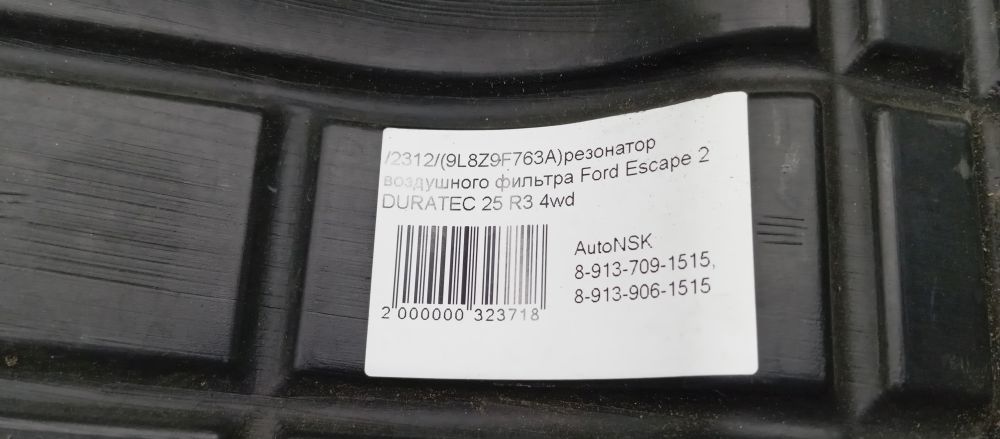 /2312/(9L8Z9F763A)резонатор
воздушного фильтра Ford Escape 2
DURATEC 25 R3 4wd
AutoNSK
8-913-709-1515,
8-913-906-1515
2 000000 323718